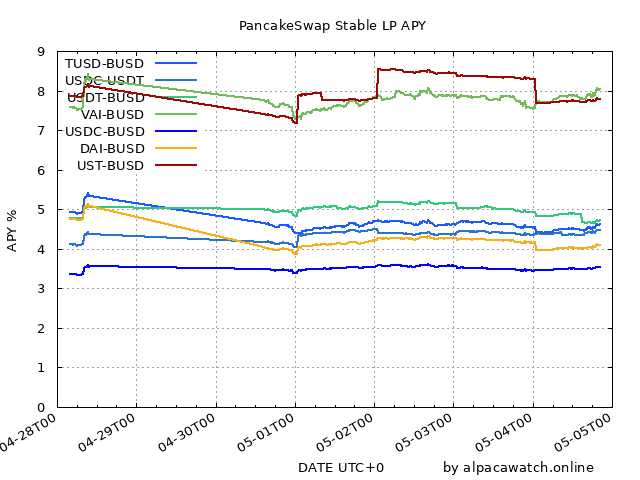 PancakeSwap Stable LP APY
APY %
9
8
7
6
5
4
3
2
1
0
TUSD-BUSD
USDC-USDT
USDT-BUSD
VAI-BUSD
USDC-BUSD
DAI-BUSD
UST-BUSD
04-28T00
04-29T00
04-30T00
05-01T00
05-02T00
05-03T00
05-04T00
05-05T00
DATE UTC+0
by alpacawatch.online